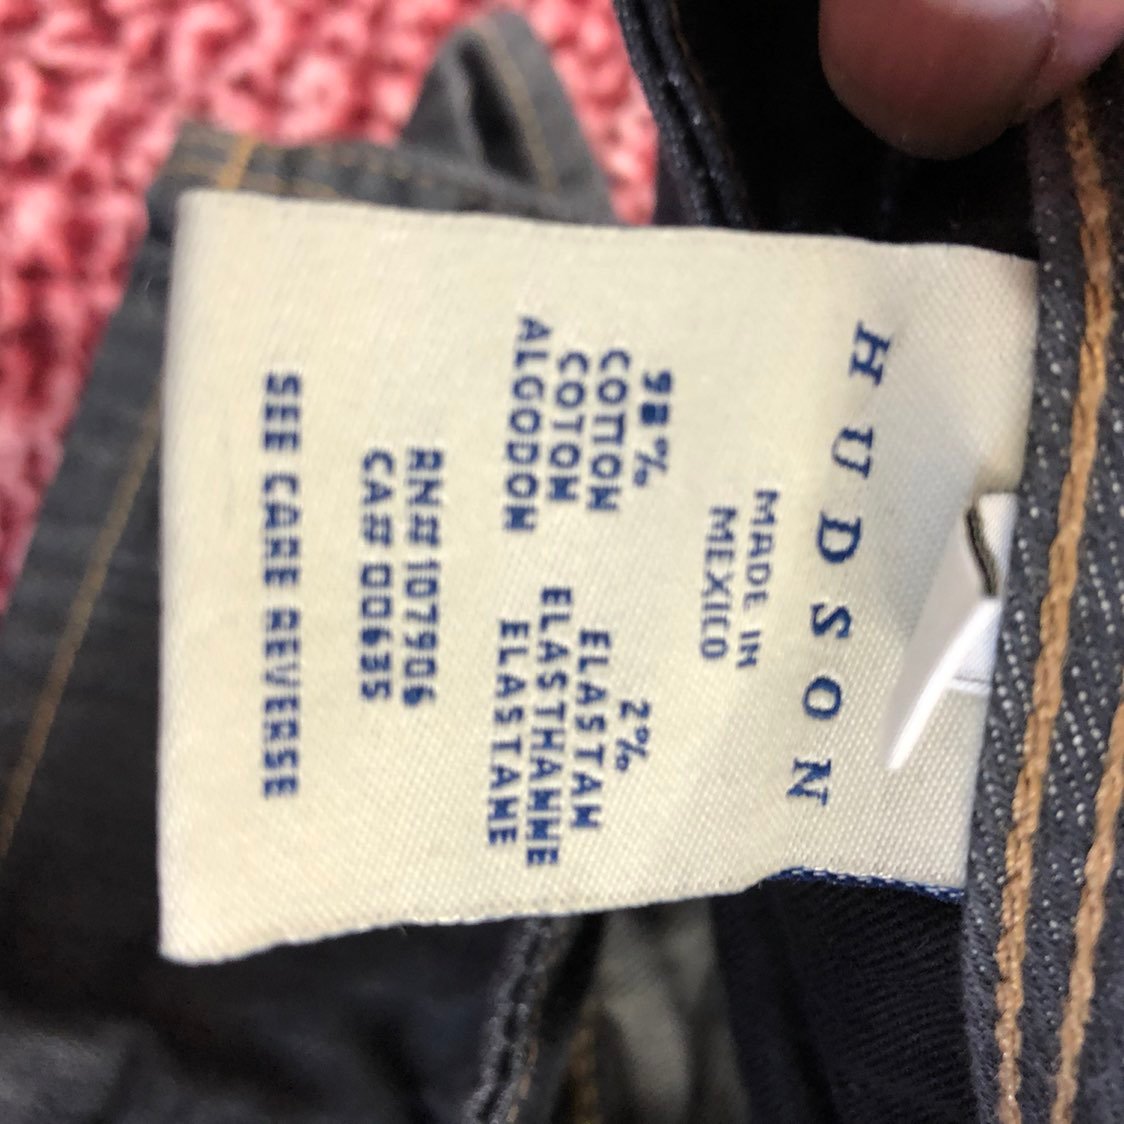 HUDSON
MADE IN
MEXICO
98%
COTTON
COTON
ALGODON
2%
ELASTAN
ELASTHANNE
ELASTANE
RN# 107906
CA# 00635
SEE CARE REVERSE